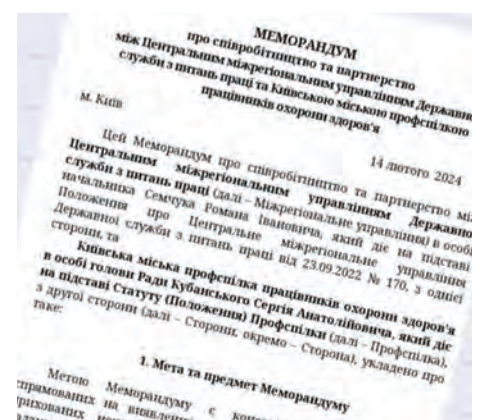 МЕМОРАНДУМ
про співробітництво та партнерство
між Центральним міжрегіональним управлінням Державної
служби з питань праці та Київською міською профспілкою
працівників охорони здоров'я
м. Київ
14 лютого 2024
Цей Меморандум про співробітництво та партнерство між
Центральним міжрегіональним управлінням Державної
служби з питань праці (далі – Міжрегіональне управління) в особі
начальника Семчука Романа Івановича, який діє на підставі
Положення про Центральне міжрегіональне управління
Державної служби з питань праці від 23.09.2022 № 170, з однієї
сторони, та
Київська міська профспілка працівників охорони здоров'я
в особі голови Ради Кубанського Сергія Анатолійовича, який діє
на підставі Статуту (Положення) Профспілки (далі – Профспілка),
з другої сторони (далі – Сторони, окремо – Сторона), уклад­ено про
таке:
1. Мета та предмет Меморандуму
Метою Меморандуму є
спрямованих на виявлення